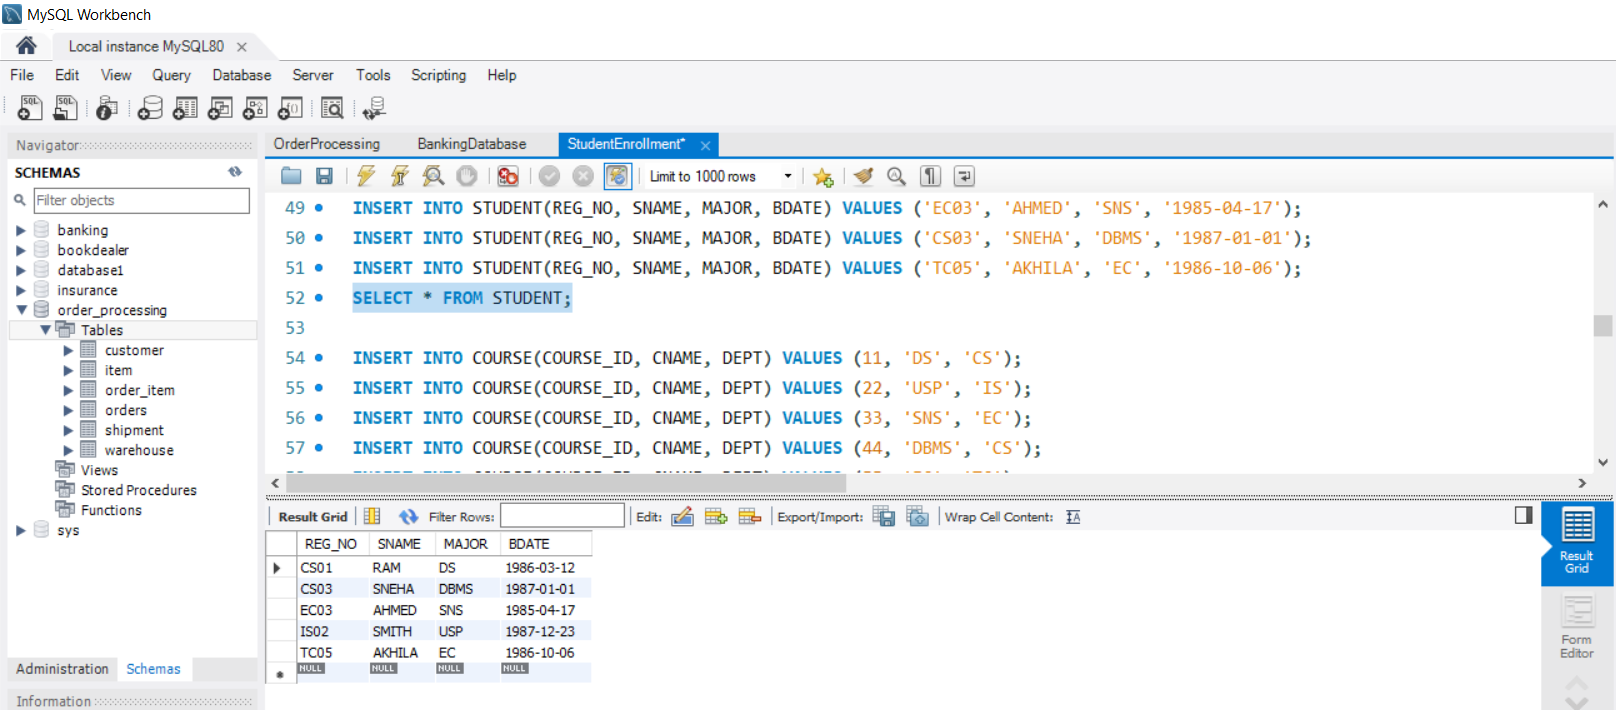 MySQL Workbench
Local instance MySQL80
File Edit View Query Database Server Tools Scripting Help
Navigator
SCHEMAS
Filter objects
banking
bookdealer
database1
insurance
order_processing
Tables
customer
item
order_item
orders
shipment
warehouse
Views
Stored Procedures
Functions
sys
Administration Schemas
Information
OrderProcessing BankingDatabase StudentEnrollment*
Limit to 1000 rows
49 INSERT INTO STUDENT(REG_NO, SNAME, MAJOR, BDATE) VALUES ('EC03', 'AHMED', 'SNS', '1985-04-17');
50 INSERT INTO STUDENT(REG_NO, SNAME, MAJOR, BDATE) VALUES ('CS03', 'SNEHA', 'DBMS', '1987-01-01');
51 INSERT INTO STUDENT(REG_NO, SNAME, MAJOR, BDATE) VALUES ('TC05', 'AKHILA', 'EC', '1986-10-06');
52 SELECT * FROM STUDENT;
53
54 INSERT INTO COURSE(COURSE_ID, CNAME, DEPT) VALUES (11, 'DS', 'CS');
55 INSERT INTO COURSE(COURSE_ID, CNAME, DEPT) VALUES (22, 'USP', 'IS');
56 INSERT INTO COURSE(COURSE_ID, CNAME, DEPT) VALUES (33, 'SNS', 'EC');
57 INSERT INTO COURSE(COURSE_ID, CNAME, DEPT) VALUES (44, 'DBMS', 'CS');
Result Grid Filter Rows: Edit: Export/Import: Wrap Cell Content:
REG_NO SNAME MAJOR BDATE
CS01 RAM DS 1986-03-12
CS03 SNEHA DBMS 1987-01-01
EC03 AHMED SNS 1985-04-17
IS02 SMITH USP 1987-12-23
TC05 AKHILA EC 1986-10-06
NULL NULL NULL NULL
Result
Grid
Form
Editor